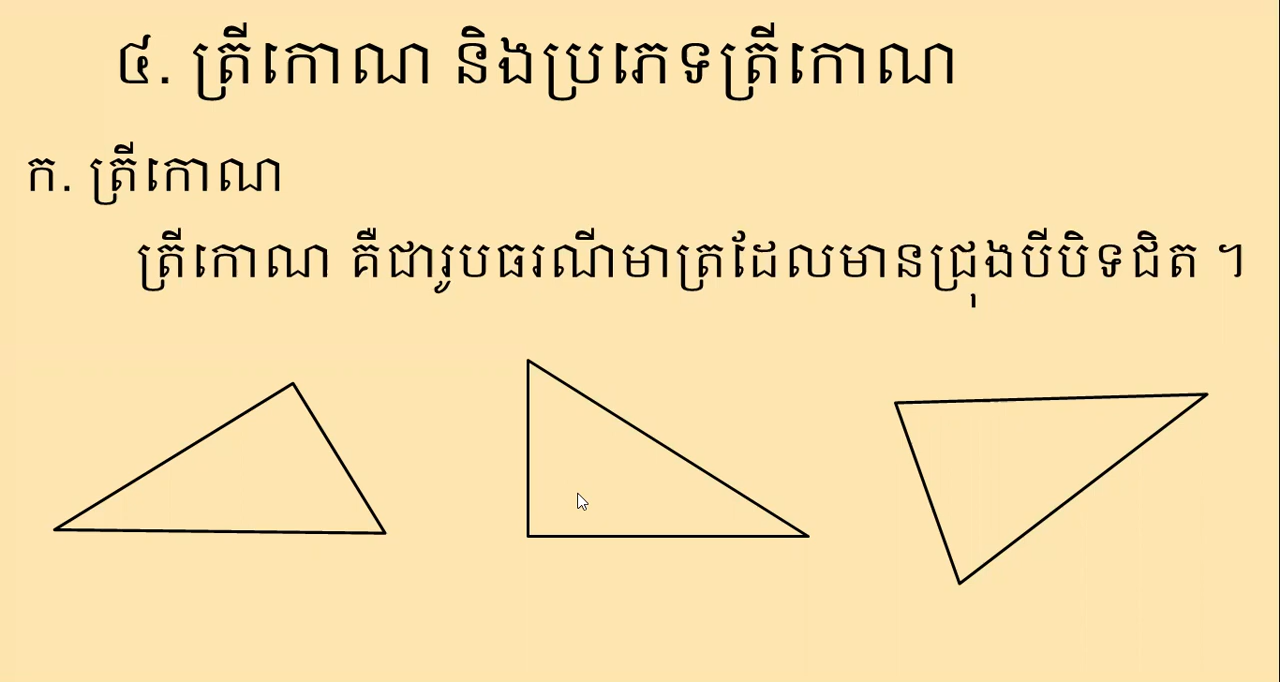 ៤. ត្រីកោណ និងប្រភេទត្រីកោណ
ក. ត្រីកោណ
ត្រីកោណ គឺជារូបធរណីមាត្រដែលមានជ្រុងបីបិទជិត ។